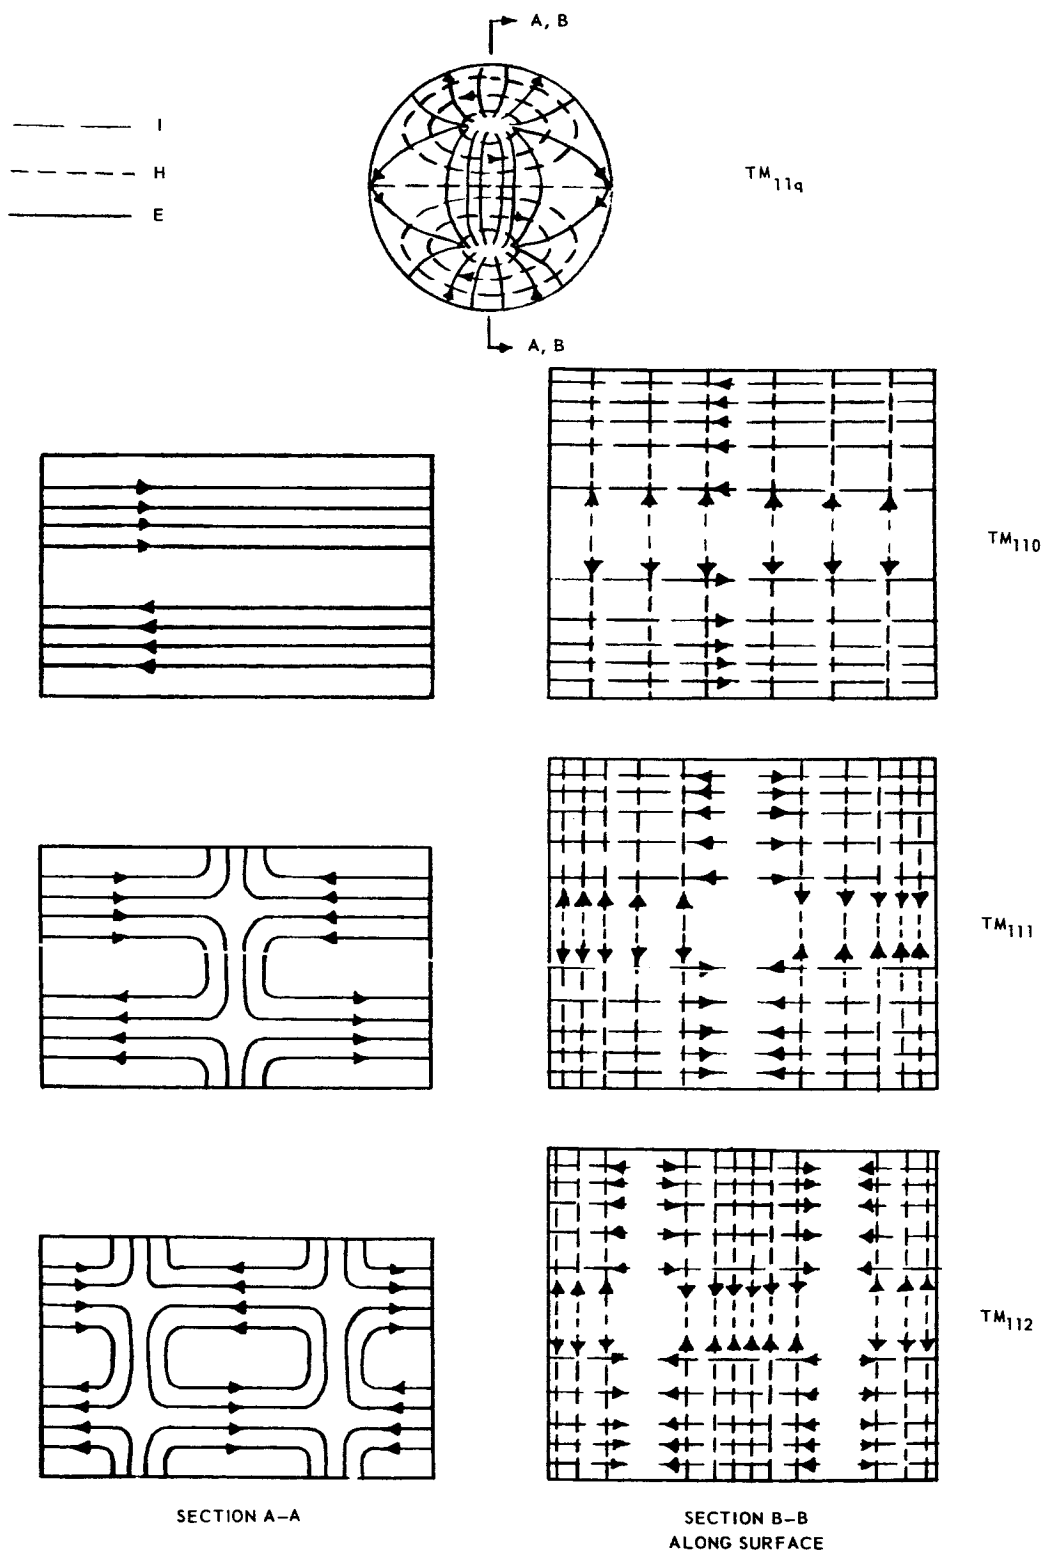 A, B
I
H
E
TM11q
A, B
TM110
TM111
TM112
SECTION A–A
SECTION B–B
ALONG SURFACE